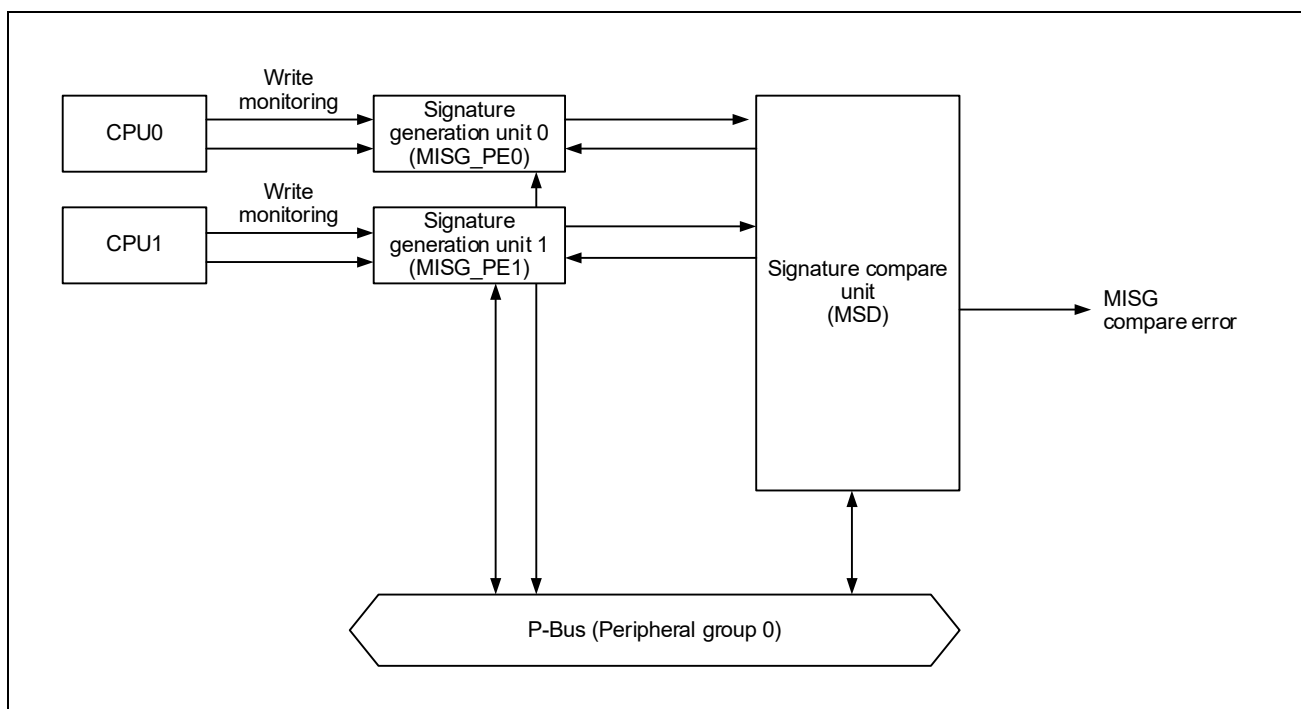 Write
monitoring
CPU0
Signature
generation unit 0
(MISG_PE0)
Write
monitoring
CPU1
Signature
generation unit 1
(MISG_PE1)
Signature compare
unit
(MSD)
MISG
compare error
P-Bus (Peripheral group 0)